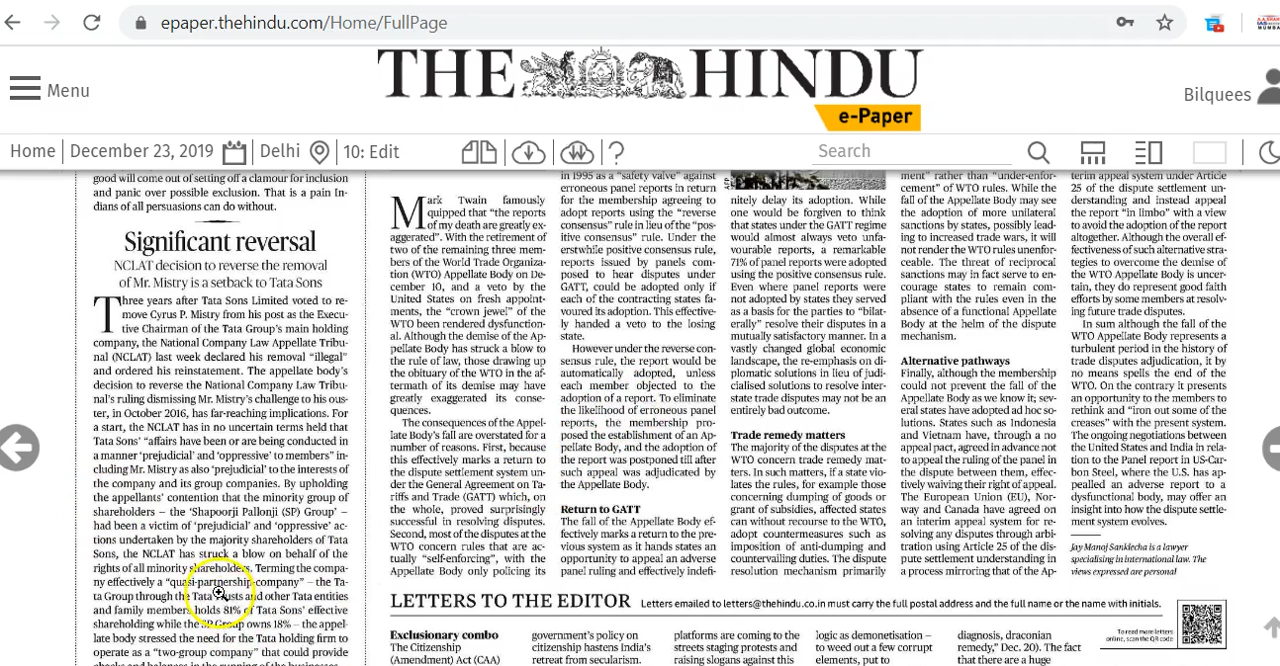 epaper.thehindu.com/Home/FullPage
Menu
THE HINDU
e-Paper
Bilquees
Home
December 23, 2019
Delhi
10: Edit
?
Search
good will come out of setting off a clamour for inclusion
and panic over possible exclusion. That is a pain In-
dians of all persuasions can do without.
Significant reversal
NCLAT decision to reverse the removal
of Mr. Mistry is a setback to Tata Sons
Three years after Tata Sons Limited voted to re-
move Cyrus P. Mistry from his post as the Execu-
tive Chairman of the Tata Group's main holding
company, the National Company Law Appellate Tribu-
nal (NCLAT) last week declared his removal "illegal"
and ordered his reinstatement. The appellate body's
decision to reverse the National Company Law Tribu-
nal's ruling dismissing Mr. Mistry's challenge to his ous-
ter, in October 2016, has far-reaching implications. For
a start, the NCLAT has in no uncertain terms held that
Tata Sons' "affairs have been or are being conducted in
a manner 'prejudicial' and 'oppressive' to members" in-
cluding Mr. Mistry as also 'prejudicial' to the interests of
the company and its group companies. By upholding
the appellants' contention that the minority group of
shareholders – the 'Shapoorji Pallonji (SP) Group' –
had been a victim of 'prejudicial' and 'oppressive' ac-
tions undertaken by the majority shareholders of Tata
Sons, the NCLAT has struck a blow on behalf of the
rights of all minority shareholders. Terming the compa-
ny effectively a "quasi-partnership company" – the Ta-
ta Group through the Tata Trusts and other Tata entities
and family members holds 81% of Tata Sons' effective
shareholding while the SP Group owns 18% – the appel-
late body stressed the need for the Tata holding firm to
operate as a "two-group company" that could provide
checks and balances in the running of the businesses.
Mark Twain famously
quipped that "the reports
of my death are greatly ex-
aggerated". With the retirement of
two of the remaining three mem-
bers of the World Trade Organiza-
tion (WTO) Appellate Body on De-
cember 10, and a veto by the
United States on fresh appoint-
ments, the "crown jewel" of the
WTO been rendered dysfunction-
al. Although the demise of the Ap-
pellate Body has struck a blow to
the rule of law, those drawing up
the obituary of the WTO in the af-
termath of its demise may have
greatly exaggerated its conse-
quences.
The consequences of the Appel-
late Body's fall are overstated for a
number of reasons. First, because
this effectively marks a return to
the dispute settlement system un-
der the General Agreement on Ta-
riffs and Trade (GATT) which, on
the whole, proved surprisingly
successful in resolving disputes.
Second, most of the disputes at the
WTO concern rules that are ac-
tually "self-enforcing", with the
Appellate Body only policing its
in 1995 as a "safety valve" against
erroneous panel reports in return
for the membership agreeing to
adopt reports using the "reverse
consensus" rule in lieu of the "pos-
itive consensus" rule. Under the
erstwhile positive consensus rule,
reports issued by panels com-
posed to hear disputes under
GATT, could be adopted only if
each of the contracting states fa-
voured its adoption. This effective-
ly handed a veto to the losing
state.
However under the reverse con-
sensus rule, the report would be
automatically adopted, unless
each member objected to the
adoption of a report. To eliminate
the likelihood of erroneous panel
reports, the membership pro-
posed the establishment of an Ap-
pellate Body, and the adoption of
the report was postponed till after
such appeal was adjudicated by
the Appellate Body.
Return to GATT
The fall of the Appellate Body ef-
fectively marks a return to the pre-
vious system as it hands states an
opportunity to appeal an adverse
panel ruling and effectively indefi-
nitely delay its adoption. While
one would be forgiven to think
that states under the GATT regime
would almost always veto unfa-
vourable reports, a remarkable
71% of panel reports were adopted
using the positive consensus rule.
Even where panel reports were
not adopted by states they served
as a basis for the parties to "bilat-
erally" resolve their disputes in a
mutually satisfactory manner. In a
vastly changed global economic
landscape, the re-emphasis on di-
plomatic solutions in lieu of judi-
cialised solutions to resolve inter-
state trade disputes may not be an
entirely bad outcome.
Trade remedy matters
The majority of the disputes at the
WTO concern trade remedy mat-
ters. In such matters, if a state vio-
lates the rules, for example those
concerning dumping of goods or
grant of subsidies, affected states
can without recourse to the WTO,
adopt countermeasures such as
imposition of anti-dumping and
countervailing duties. The dispute
resolution mechanism primarily
ment" rather than "under-enforce-
ment" of WTO rules. While the
fall of the Appellate Body may see
the adoption of more unilateral
sanctions by states, possibly lead-
ing to increased trade wars, it will
not render the WTO rules unenfor-
ceable. The threat of reciprocal
sanctions may in fact serve to en-
courage states to remain com-
pliant with the rules even in the
absence of a functional Appellate
Body at the helm of the dispute
mechanism.
Alternative pathways
Finally, although the membership
could not prevent the fall of the
Appellate Body as we know it; sev-
eral states have adopted ad hoc so-
lutions. States such as Indonesia
and Vietnam have, through a no
appeal pact, agreed in advance not
to appeal the ruling of the panel in
the dispute between them, effec-
tively waiving their right of appeal.
The European Union (EU), Nor-
way and Canada have agreed on
an interim appeal system for re-
solving any disputes through arbi-
tration using Article 25 of the dis-
pute settlement understanding in
a process mirroring that of the Ap-
terim appeal system under Article
25 of the dispute settlement un-
derstanding and instead appeal
the report "in limbo" with a view
to avoid the adoption of the report
altogether. Although the overall ef-
fectiveness of such alternative stra-
tegies to overcome the demise of
the WTO Appellate Body is uncer-
tain, they do represent good faith
efforts by some members at resolv-
ing future trade disputes.
In sum although the fall of the
WTO Appellate Body represents a
turbulent period in the history of
trade disputes adjudication, it by
no means spells the end of the
WTO. On the contrary it presents
an opportunity to the members to
rethink and "iron out some of the
creases" with the present system.
The ongoing negotiations between
the United States and India in rela-
tion to the Panel report in US-Car-
bon Steel, where the U.S. has ap-
pealled an adverse report to a
dysfunctional body, may offer an
insight into how the dispute settle-
ment system evolves.
Jay Manoj Sanklecha is a lawyer
specialising in international law. The
views expressed are personal
LETTERS TO THE EDITOR Letters emailed to letters@thehindu.co.in must carry the full postal address and the full name or the name with initials.
To read more letters
online, scan the QR code
Exclusionary combo
The Citizenship
(Amendment) Act (CAA)
government's policy on
citizenship hastens India's
retreat from secularism.
platforms are coming to the
streets staging protests and
raising slogans against this
logic as demonetisation –
to weed out a few corrupt
elements, put to
diagnosis, draconian
remedy," Dec. 20). The fact
that there are a huge